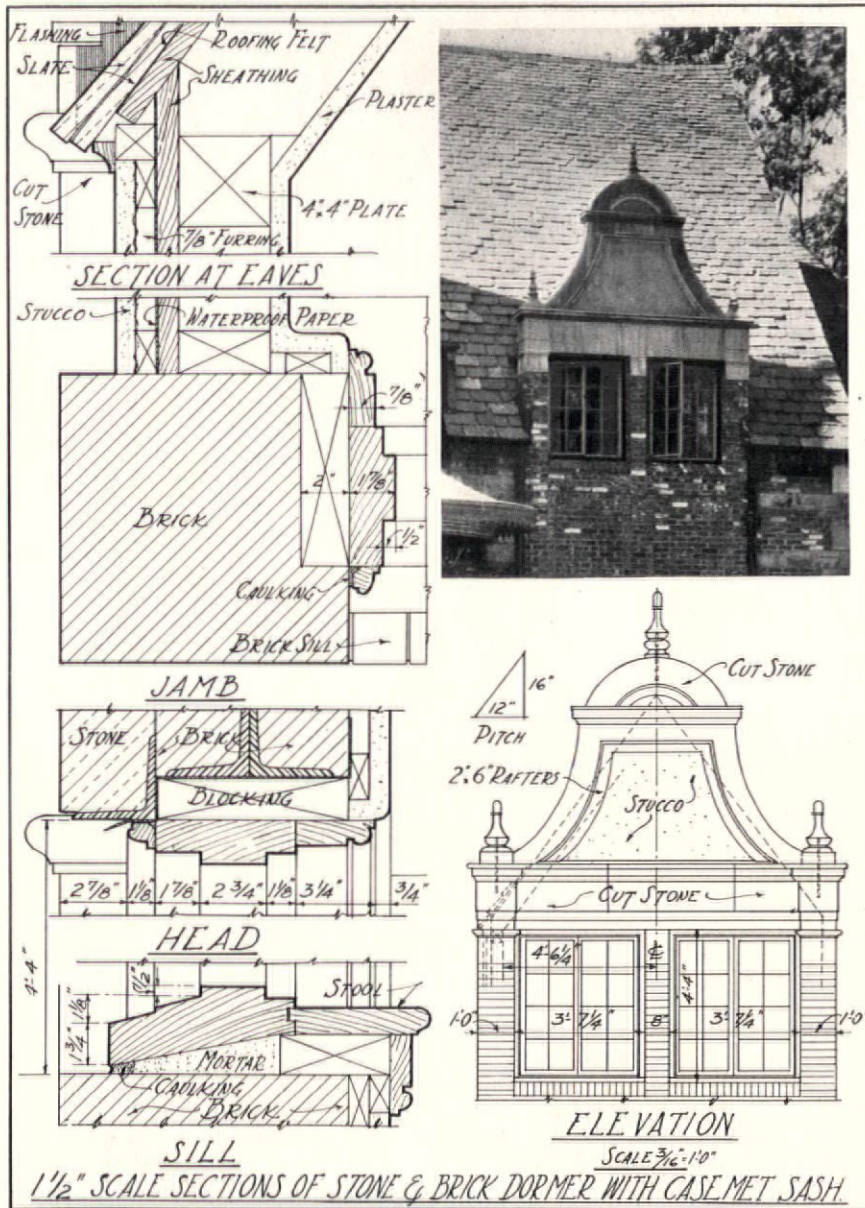 FLASHING
SLATE
ROOFING FELT
SHEATHING
PLASTER
CUT
STONE
4"x4" PLATE
7/8" FURRING
SECTION AT EAVES
STUCCO
WATERPROOF PAPER
7/8"
2"
1 7/8"
BRICK
1/2"
CAULKING
BRICK SILL
JAMB
STONE
BRICK
BLOCKING
2 7/8"
1 1/8"
1 7/8"
2 3/4"
1 1/8"
3 1/4"
3/4"
HEAD
4'-4"
1/2"
1 1/8"
1 3/4"
STOOL
MORTAR
CAULKING
BRICK
SILL
16"
12"
PITCH
CUT STONE
2"x6" RAFTERS
STUCCO
CUT STONE
4'-6 1/4"
℄
4'-4"
1'-0"
3'-7 1/4"
8"
3'-7 1/4"
1'-0"
ELEVATION
SCALE 3/16"=1'-0"
1 1/2" SCALE SECTIONS OF STONE & BRICK DORMER WITH CASEMET SASH.